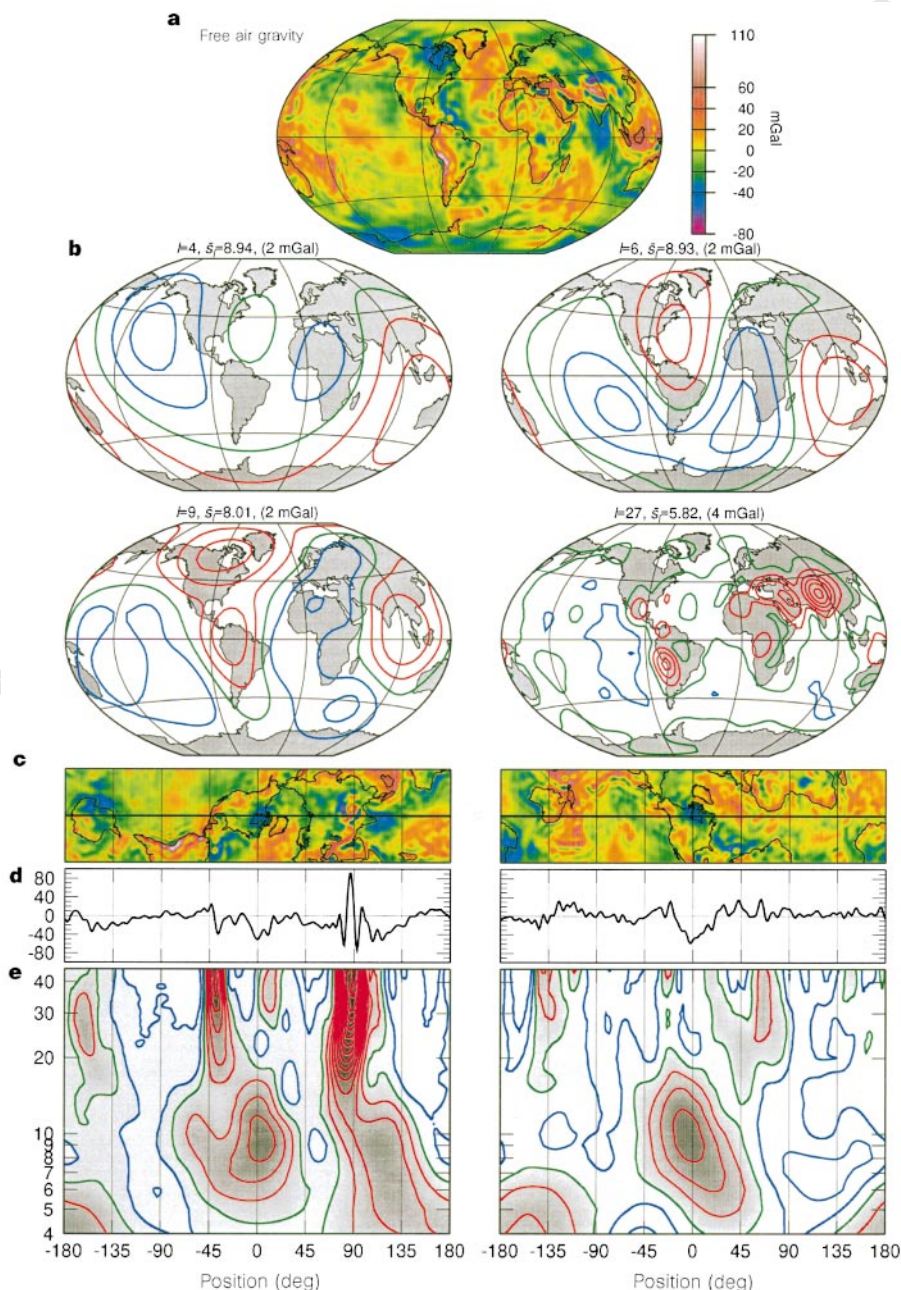 a
Free air gravity
110
60
40
20
0
-20
-40
-80
mGal
b
l=4, ŝₗ=8.94, (2 mGal)
l=6, ŝₗ=8.93, (2 mGal)
l=9, ŝₗ=8.01, (2 mGal)
l=27, ŝₗ=5.82, (4 mGal)
c
d
80
40
0
-40
-80
e
40
30
20
10
9
8
7
6
5
4
-180 -135 -90 -45 0 45 90 135 180
-180 -135 -90 -45 0 45 90 135 180
Position (deg)
Position (deg)